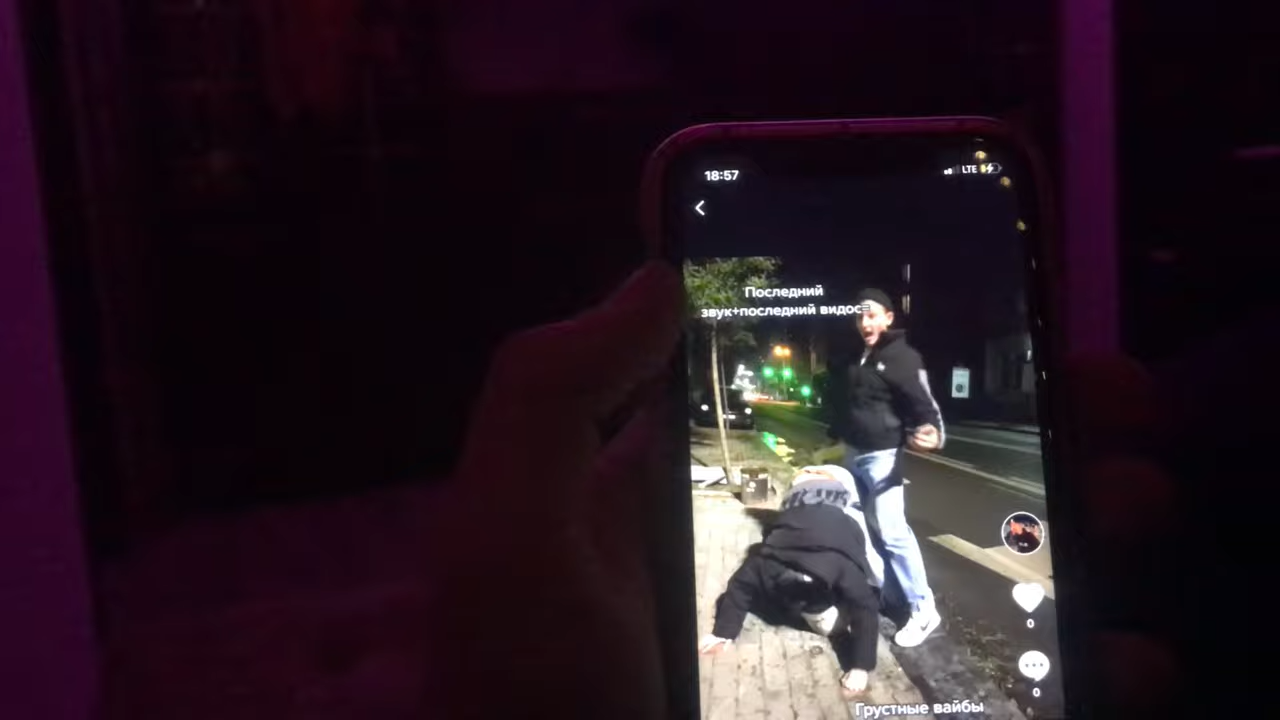 18:57
LTE
Последний
звук+последний видос=
0
0
Грустные вайбы